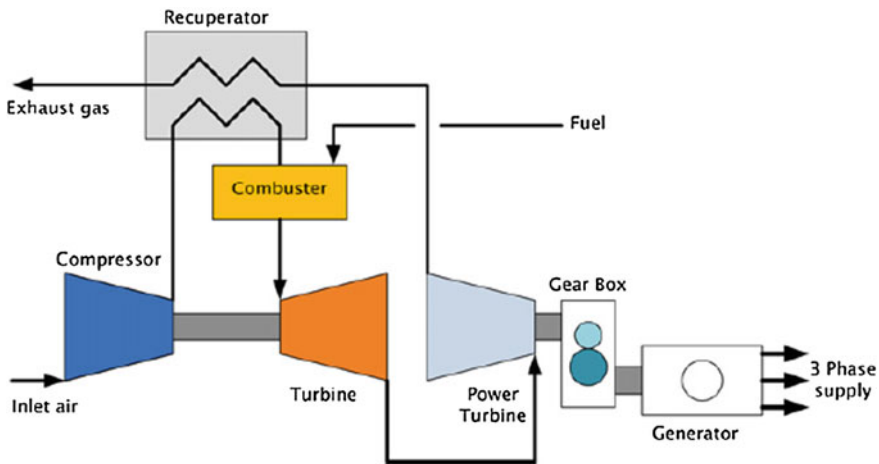 Recuperator
Exhaust gas
Fuel
Combuster
Compressor
Gear Box
Inlet air
Turbine
Power
Turbine
3 Phase
supply
Generator